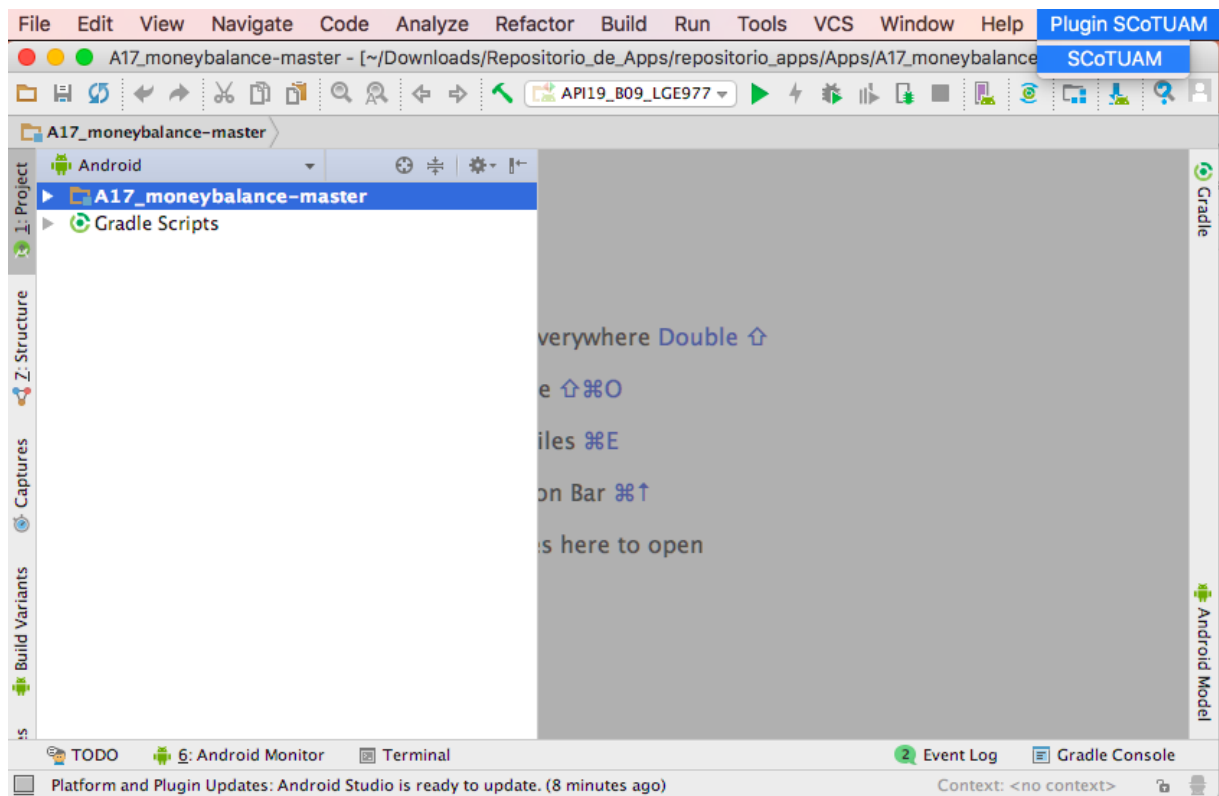 File Edit View Navigate Code Analyze Refactor Build Run Tools VCS Window Help Plugin SCoTUAM
A17_moneybalance-master - [~/Downloads/Repositorio_de_Apps/repositorio_apps/Apps/A17_moneybalance
SCoTUAM
API19_B09_LGE977
A17_moneybalance-master
Android
A17_moneybalance-master
Gradle Scripts
1: Project
Z: Structure
Captures
Build Variants
es
verywhere Double ⇧
e ⇧⌘O
iles ⌘E
on Bar ⌘↑
s here to open
Gradle
Android Model
TODO 6: Android Monitor Terminal 2 Event Log Gradle Console
Platform and Plugin Updates: Android Studio is ready to update. (8 minutes ago) Context: <no context>